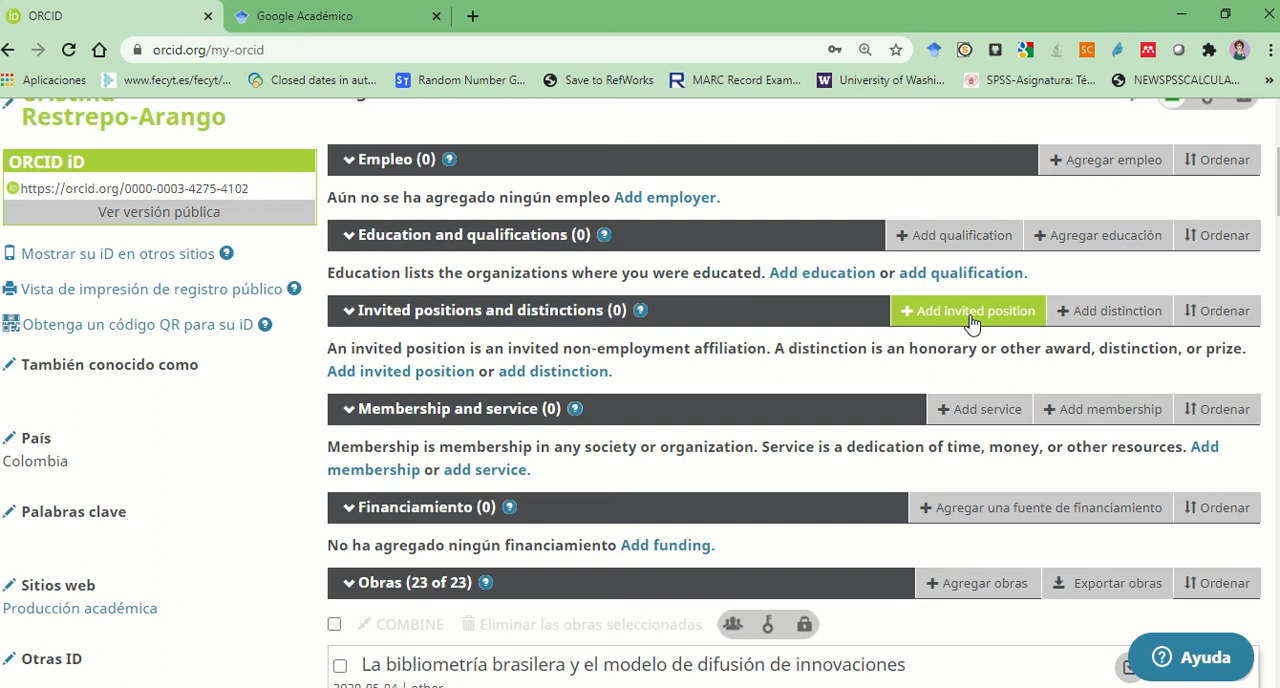 ORCID
Google Académico
orcid.org/my-orcid
Aplicaciones
www.fecyt.es/fecyt/...
Closed dates in aut...
Random Number G...
Save to RefWorks
MARC Record Exam...
University of Washi...
SPSS-Asignatura: Té...
NEWSPSSCALCULA...
Restrepo-Arango
ORCID iD
https://orcid.org/0000-0003-4275-4102
Ver versión pública
Mostrar su iD en otros sitios
Vista de impresión de registro público
Obtenga un código QR para su iD
También conocido como
País
Colombia
Palabras clave
Sitios web
Producción académica
Otras ID
Empleo (0)
Agregar empleo
Ordenar
Aún no se ha agregado ningún empleo Add employer.
Education and qualifications (0)
Add qualification
Agregar educación
Ordenar
Education lists the organizations where you were educated. Add education or add qualification.
Invited positions and distinctions (0)
Add invited position
Add distinction
Ordenar
An invited position is an invited non-employment affiliation. A distinction is an honorary or other award, distinction, or prize.
Add invited position or add distinction.
Membership and service (0)
Add service
Add membership
Ordenar
Membership is membership in any society or organization. Service is a dedication of time, money, or other resources. Add
membership or add service.
Financiamiento (0)
Agregar una fuente de financiamiento
Ordenar
No ha agregado ningún financiamiento Add funding.
Obras (23 of 23)
Agregar obras
Exportar obras
Ordenar
COMBINE
Eliminar las obras seleccionadas
La bibliometría brasilera y el modelo de difusión de innovaciones
Ayuda